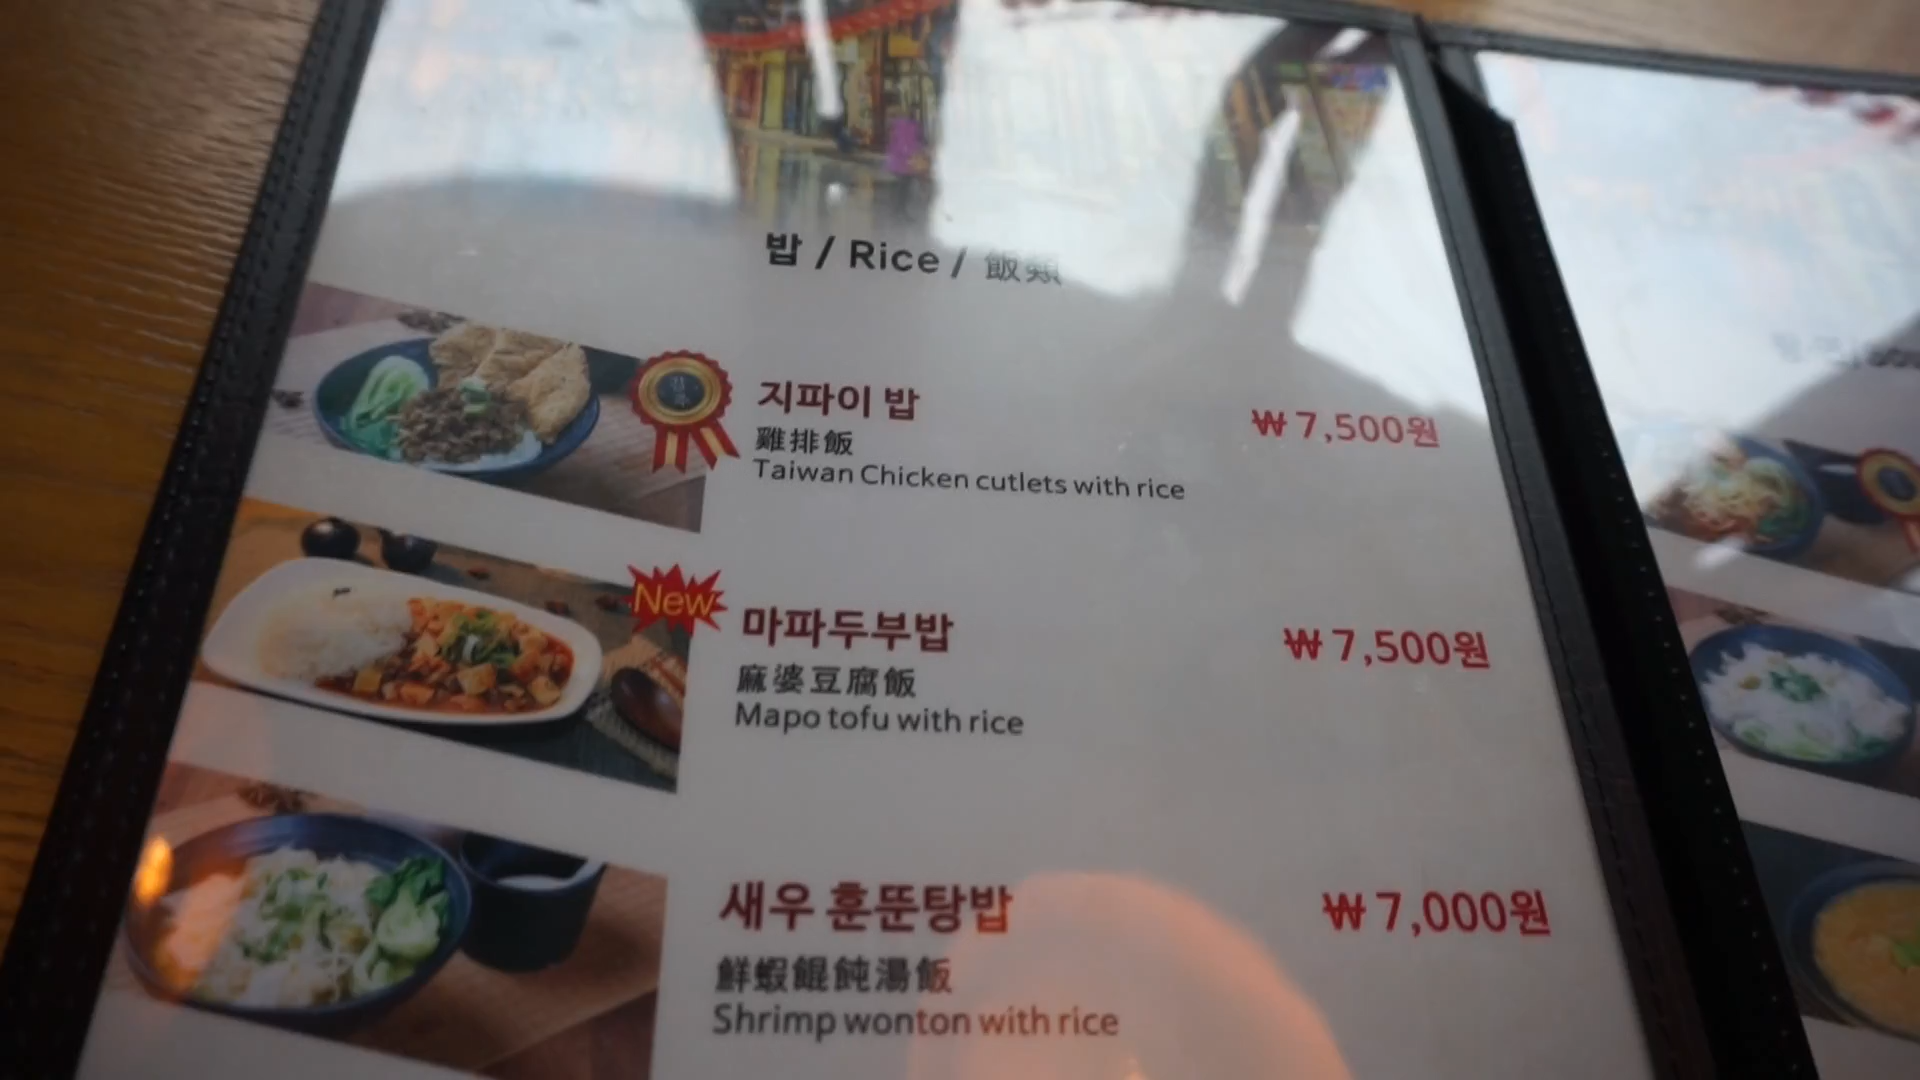 밥 / Rice / 飯類
지파이 밥
₩ 7,500원
雞排飯
Taiwan Chicken cutlets with rice
New
마파두부밥
₩ 7,500원
麻婆豆腐飯
Mapo tofu with rice
새우 훈뚠탕밥
₩ 7,000원
鮮蝦餛飩湯飯
Shrimp wonton with rice